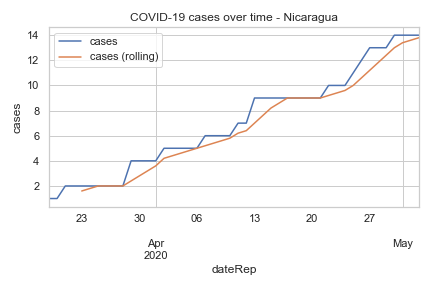 COVID-19 cases over time - Nicaragua
cases
cases (rolling)
14
12
10
8
6
4
2
cases
23 30 06 13 20 27
Apr May
2020
dateRep